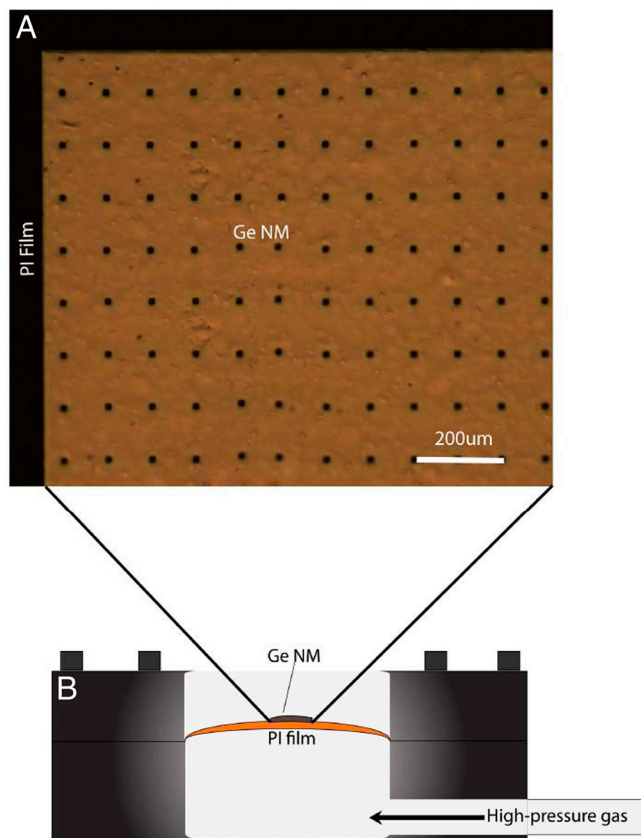 A
PI Film
Ge NM
200um
Ge NM
B
PI film
High-pressure gas